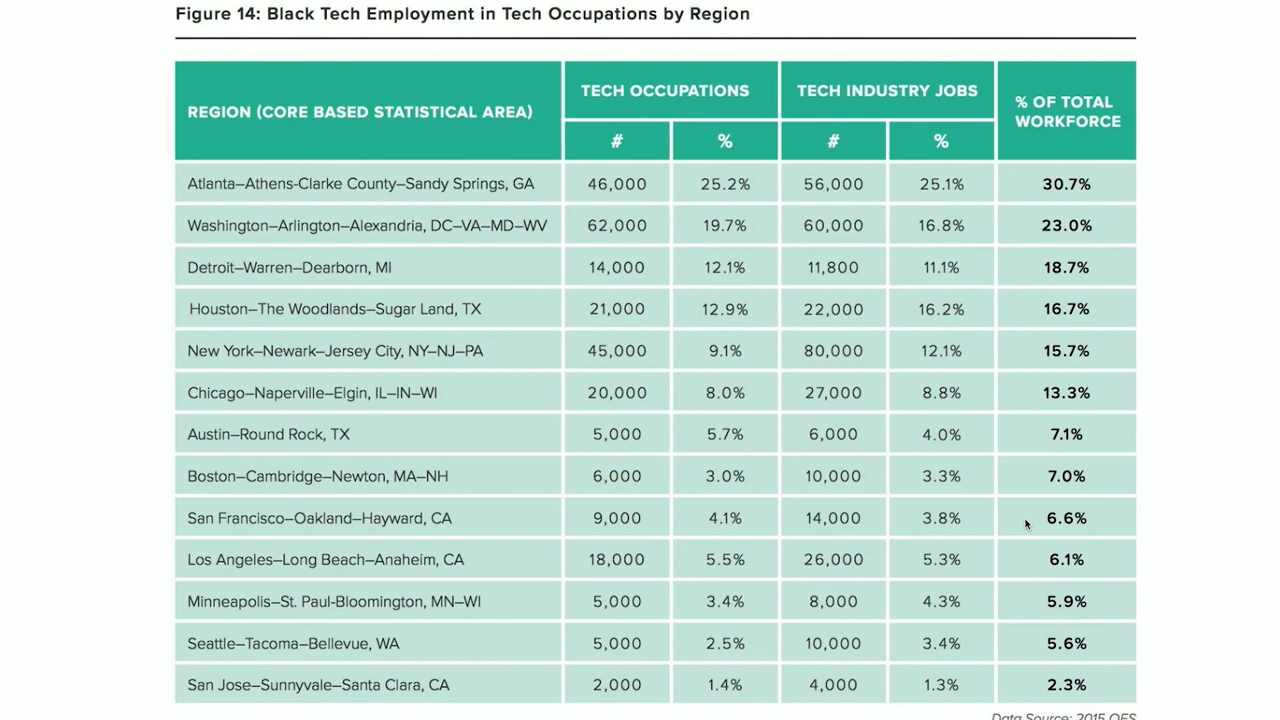 Figure 14: Black Tech Employment in Tech Occupations by Region
REGION (CORE BASED STATISTICAL AREA) TECH OCCUPATIONS TECH INDUSTRY JOBS % OF TOTAL WORKFORCE
# % # %
Atlanta–Athens-Clarke County–Sandy Springs, GA 46,000 25.2% 56,000 25.1% 30.7%
Washington–Arlington–Alexandria, DC–VA–MD–WV 62,000 19.7% 60,000 16.8% 23.0%
Detroit–Warren–Dearborn, MI 14,000 12.1% 11,800 11.1% 18.7%
Houston–The Woodlands–Sugar Land, TX 21,000 12.9% 22,000 16.2% 16.7%
New York–Newark–Jersey City, NY–NJ–PA 45,000 9.1% 80,000 12.1% 15.7%
Chicago–Naperville–Elgin, IL–IN–WI 20,000 8.0% 27,000 8.8% 13.3%
Austin–Round Rock, TX 5,000 5.7% 6,000 4.0% 7.1%
Boston–Cambridge–Newton, MA–NH 6,000 3.0% 10,000 3.3% 7.0%
San Francisco–Oakland–Hayward, CA 9,000 4.1% 14,000 3.8% 6.6%
Los Angeles–Long Beach–Anaheim, CA 18,000 5.5% 26,000 5.3% 6.1%
Minneapolis–St. Paul-Bloomington, MN–WI 5,000 3.4% 8,000 4.3% 5.9%
Seattle–Tacoma–Bellevue, WA 5,000 2.5% 10,000 3.4% 5.6%
San Jose–Sunnyvale–Santa Clara, CA 2,000 1.4% 4,000 1.3% 2.3%
Data Source: 2015 OES